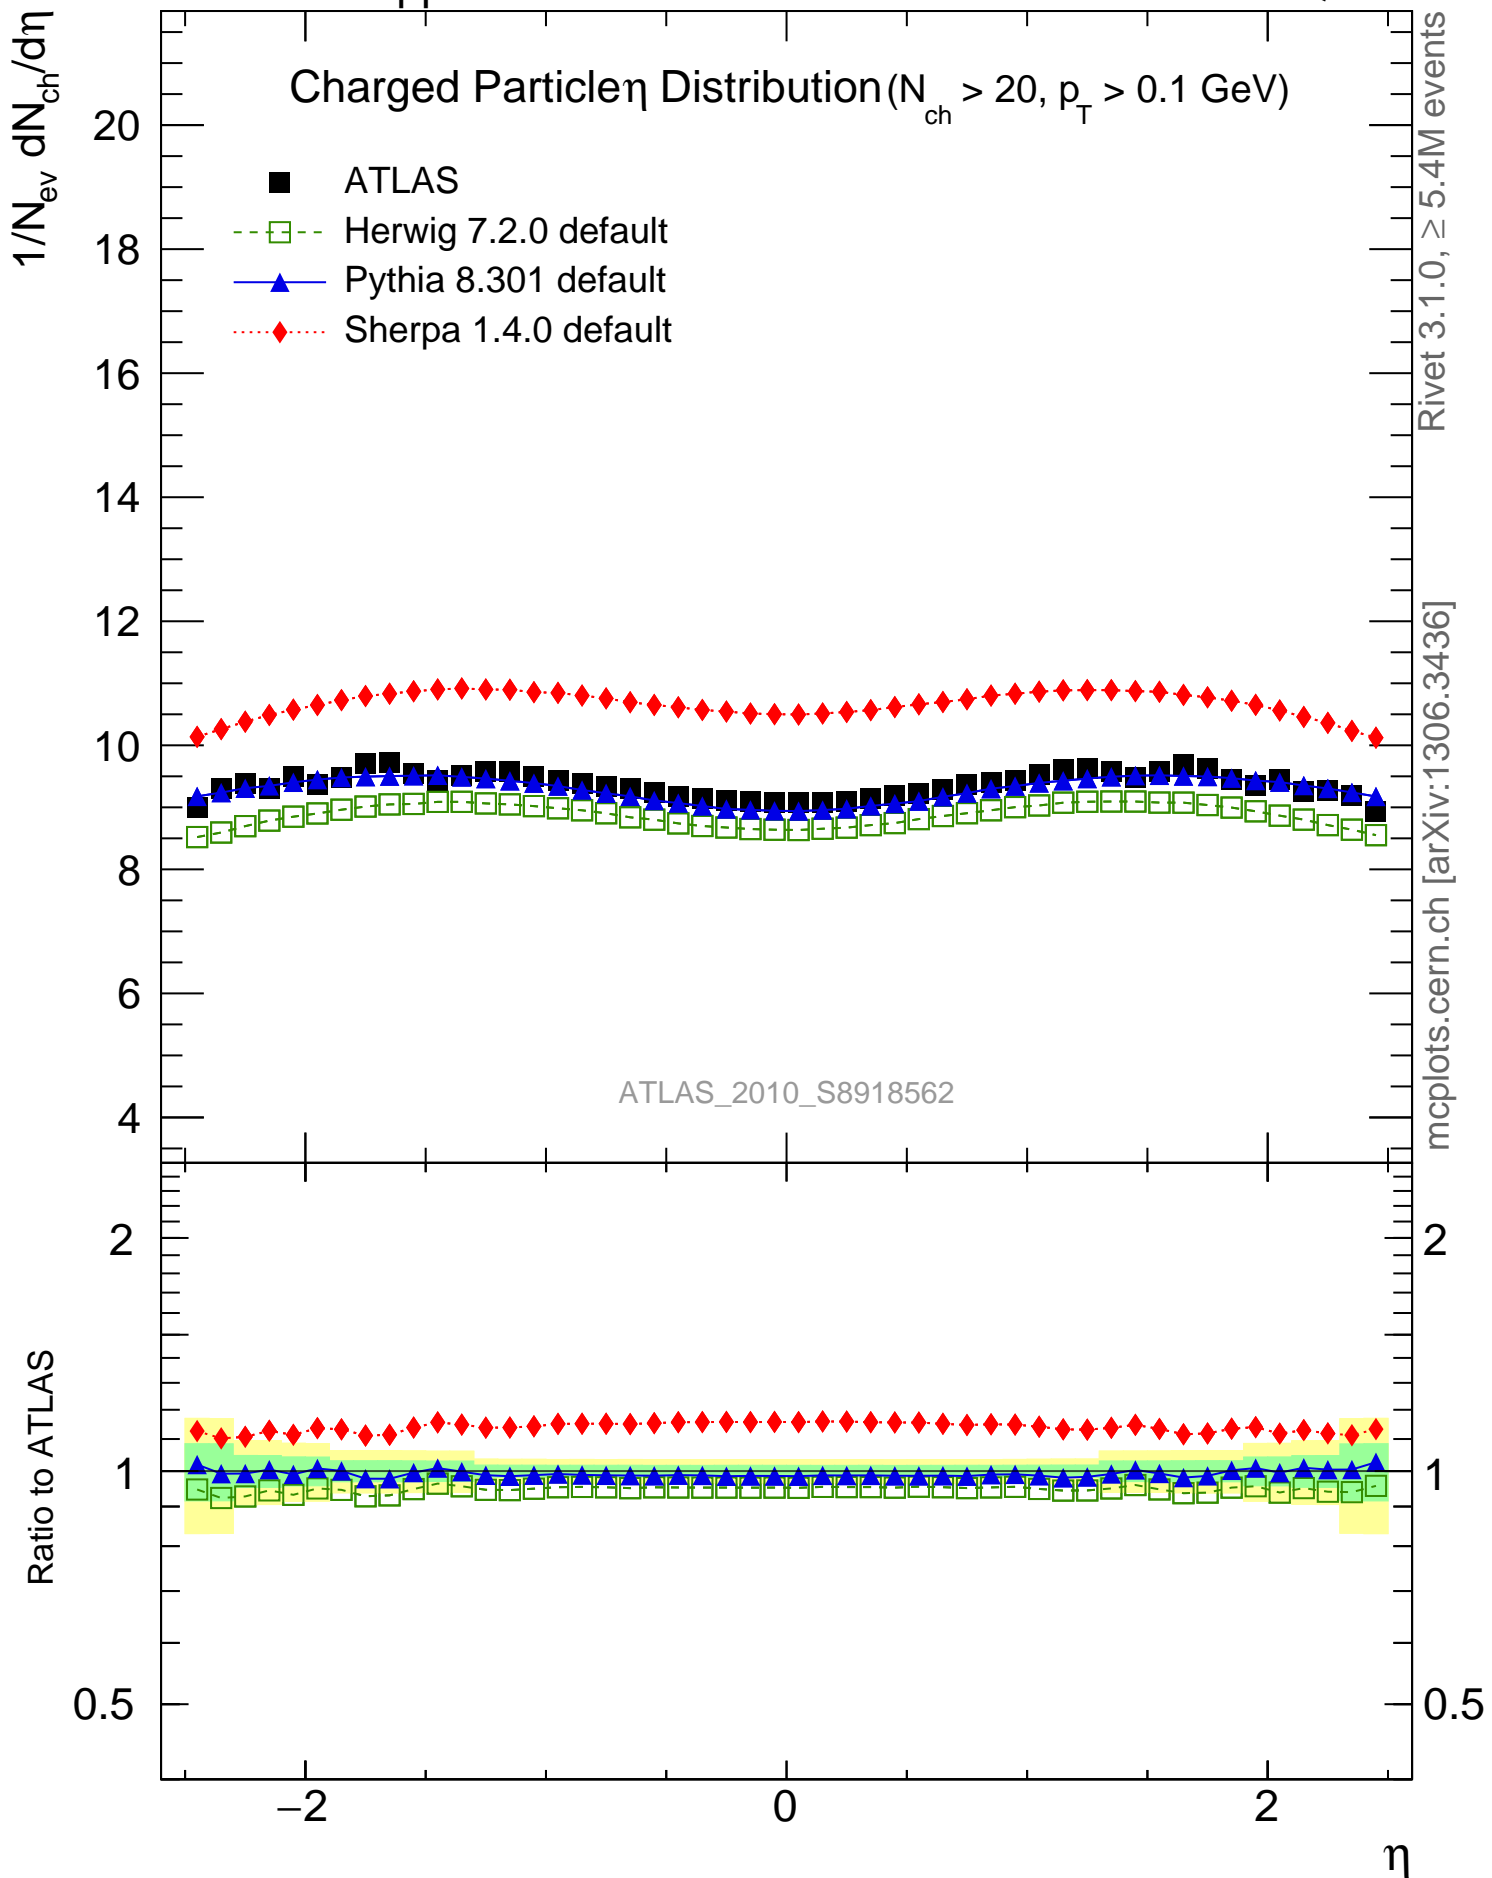 pp
Charged Particleη Distribution (N_ch > 20, p_T > 0.1 GeV)
ATLAS
Herwig 7.2.0 default
Pythia 8.301 default
Sherpa 1.4.0 default
1/N_ev dN_ch/dη
20
18
16
14
12
10
8
6
4
ATLAS_2010_S8918562
Rivet 3.1.0, ≥ 5.4M events
mcplots.cern.ch [arXiv:1306.3436]
Ratio to ATLAS
2
1
0.5
2
1
0.5
−2
0
2
η